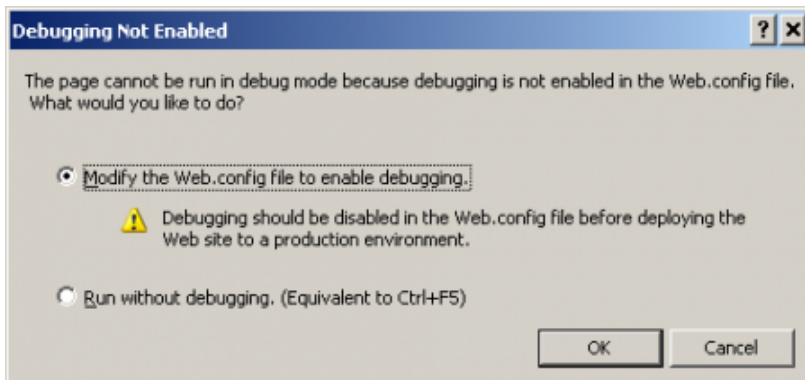 Debugging Not Enabled
The page cannot be run in debug mode because debugging is not enabled in the Web.config file.
What would you like to do?
Modify the Web.config file to enable debugging.
Debugging should be disabled in the Web.config file before deploying the
Web site to a production environment.
Run without debugging. (Equivalent to Ctrl+F5)
OK Cancel